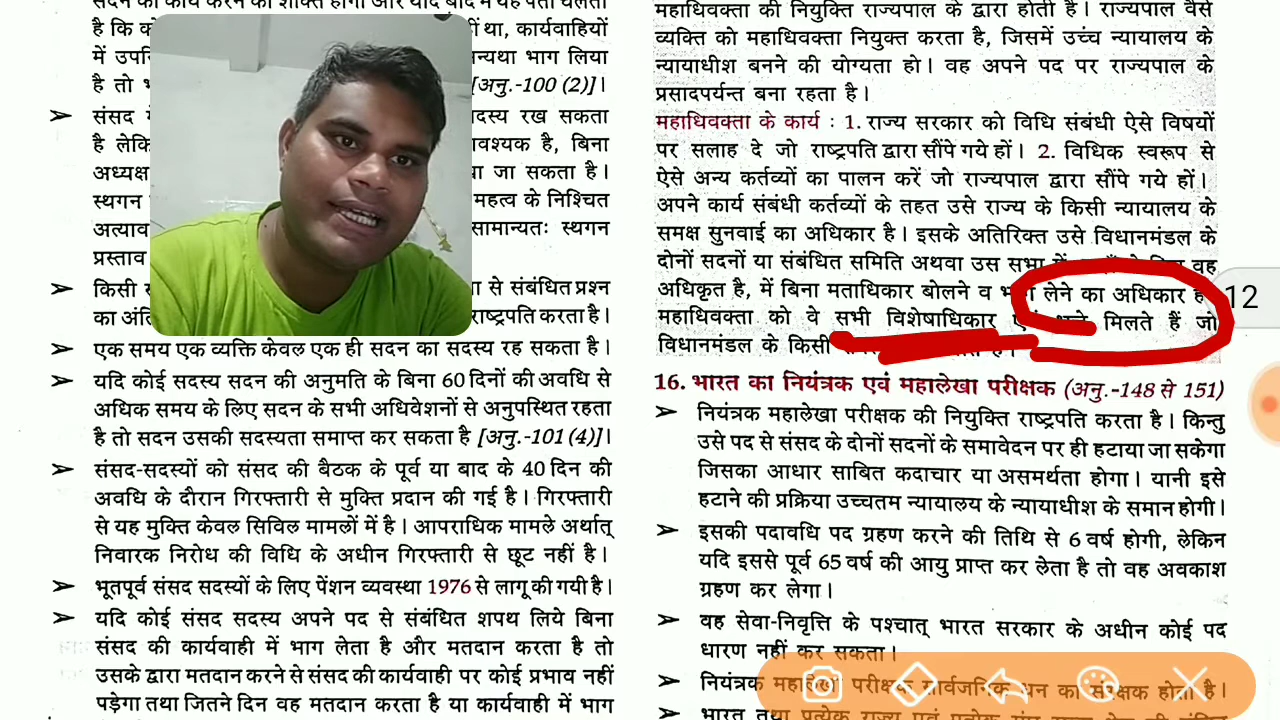 सदन को कार्य करने की शक्ति होगी और यदि बाद में यह पता चलता
है कि को था, कार्यवाहियों
में उपस्थि न्यथा भाग लिया
है तो भ [अनु.-100 (2)]।
➢ संसद दस्य रख सकता
है लेकि वश्यक है, बिना
अध्यक्ष ा जा सकता है।
स्थगन महत्व के निश्चित
अत्याव सामान्यतः स्थगन
प्रस्ताव
➢ किसी से संबंधित प्रश्न
का अंति राष्ट्रपति करता है।
➢ एक समय एक व्यक्ति केवल एक ही सदन का सदस्य रह सकता है।
➢ यदि कोई सदस्य सदन की अनुमति के बिना 60 दिनों की अवधि से
अधिक समय के लिए सदन के सभी अधिवेशनों से अनुपस्थित रहता
है तो सदन उसकी सदस्यता समाप्त कर सकता है [अनु.-101 (4)]।
➢ संसद-सदस्यों को संसद की बैठक के पूर्व या बाद के 40 दिन की
अवधि के दौरान गिरफ्तारी से मुक्ति प्रदान की गई है। गिरफ्तारी
से यह मुक्ति केवल सिविल मामलों में है। आपराधिक मामले अर्थात्
निवारक निरोध की विधि के अधीन गिरफ्तारी से छूट नहीं है।
➢ भूतपूर्व संसद सदस्यों के लिए पेंशन व्यवस्था 1976 से लागू की गयी है।
➢ यदि कोई संसद सदस्य अपने पद से संबंधित शपथ लिये बिना
संसद की कार्यवाही में भाग लेता है और मतदान करता है तो
उसके द्वारा मतदान करने से संसद की कार्यवाही पर कोई प्रभाव नहीं
पड़ेगा तथा जितने दिन वह मतदान करता है या कार्यवाही में भाग
महाधिवक्ता की नियुक्ति राज्यपाल के द्वारा होती है। राज्यपाल वैसे
व्यक्ति को महाधिवक्ता नियुक्त करता है, जिसमें उच्च न्यायालय के
न्यायाधीश बनने की योग्यता हो। वह अपने पद पर राज्यपाल के
प्रसादपर्यन्त बना रहता है।
महाधिवक्ता के कार्य : 1. राज्य सरकार को विधि संबंधी ऐसे विषयों
पर सलाह दे जो राष्ट्रपति द्वारा सौंपे गये हों। 2. विधिक स्वरूप से
ऐसे अन्य कर्तव्यों का पालन करें जो राज्यपाल द्वारा सौंपे गये हों।
अपने कार्य संबंधी कर्तव्यों के तहत उसे राज्य के किसी न्यायालय के
समक्ष सुनवाई का अधिकार है। इसके अतिरिक्त उसे विधानमंडल के
दोनों सदनों या संबंधित समिति अथवा उस सभा में वह
अधिकृत है, में बिना मताधिकार बोलने व लेने का अधिकार है
महाधिवक्ता को वे सभी विशेषाधिकार मिलते हैं जो
विधानमंडल के किसी
12
16. भारत का नियंत्रक एवं महालेखा परीक्षक (अनु.-148 से 151)
➢ नियंत्रक महालेखा परीक्षक की नियुक्ति राष्ट्रपति करता है। किन्तु
उसे पद से संसद के दोनों सदनों के समावेदन पर ही हटाया जा सकेगा
जिसका आधार साबित कदाचार या असमर्थता होगा। यानी इसे
हटाने की प्रक्रिया उच्चतम न्यायालय के न्यायाधीश के समान होगी।
➢ इसकी पदावधि पद ग्रहण करने की तिथि से 6 वर्ष होगी, लेकिन
यदि इससे पूर्व 65 वर्ष की आयु प्राप्त कर लेता है तो वह अवकाश
ग्रहण कर लेगा।
➢ वह सेवा-निवृत्ति के पश्चात् भारत सरकार के अधीन कोई पद
धारण नहीं कर सकता।
➢ नियंत्रक महालेखा परीक्षक सार्वजनिक धन का संरक्षक होता है।
➢ भारत तथा प्रत्येक राज्य एवं प्रत्येक संघ